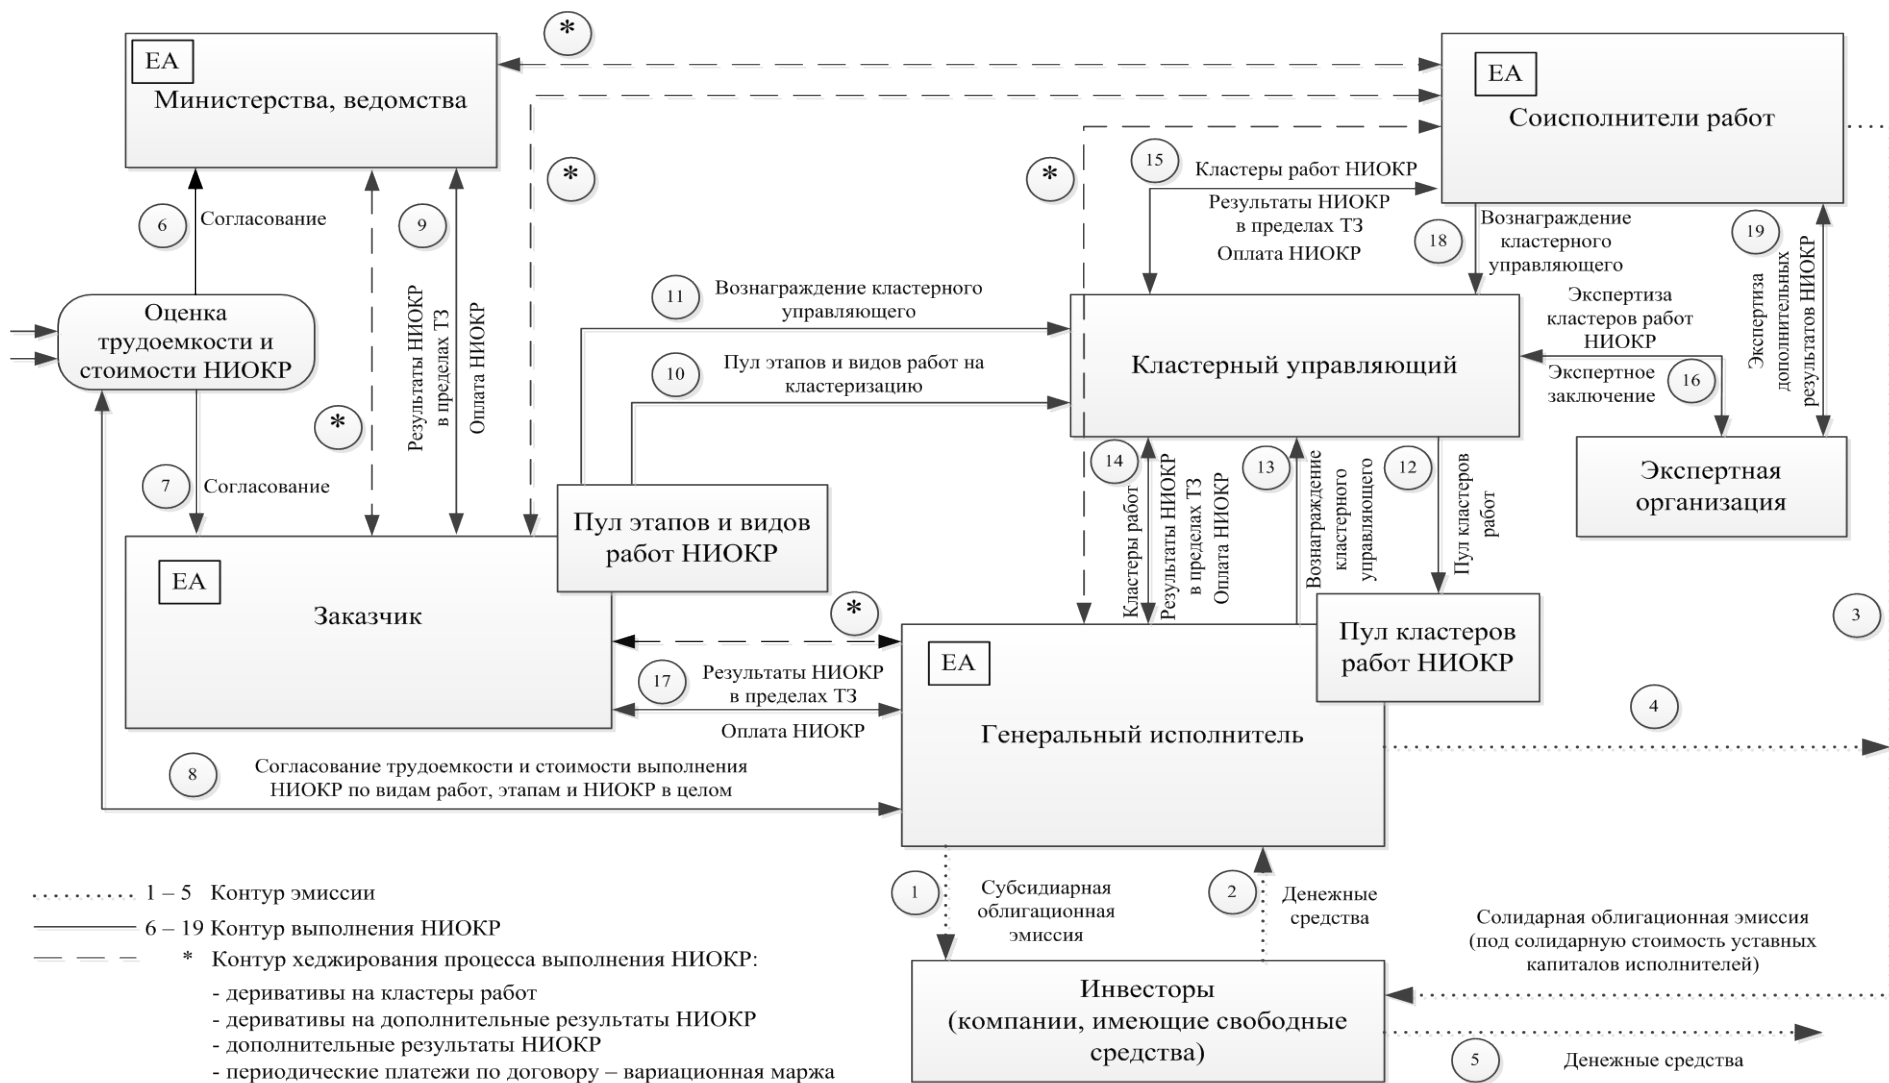 *
ЕА
Министерства, ведомства
ЕА
Соисполнители работ
*
*
15
Кластеры работ НИОКР
Результаты НИОКР
в пределах ТЗ
Оплата НИОКР
6
Согласование
9
Результаты НИОКР
в пределах ТЗ
Оплата НИОКР
18
Вознаграждение
кластерного
управляющего
19
Экспертиза
дополнительных
результатов НИОКР
11
Вознаграждение кластерного
управляющего
Оценка
трудоемкости и
стоимости НИОКР
Экспертиза
кластеров работ
НИОКР
Кластерный управляющий
10
Пул этапов и видов работ на
кластеризацию
Экспертное
заключение
16
*
7
Согласование
14
Кластеры работ
Результаты НИОКР
в пределах ТЗ
Оплата НИОКР
13
Вознаграждение
кластерного
управляющего
12
Пул кластеров
работ
Экспертная
организация
Пул этапов и видов
работ НИОКР
ЕА
Заказчик
*
3
ЕА
Пул кластеров
работ НИОКР
17
Результаты НИОКР
в пределах ТЗ
Оплата НИОКР
4
Генеральный исполнитель
8
Согласование трудоемкости и стоимости выполнения
НИОКР по видам работ, этапам и НИОКР в целом
1
Субсидиарная
облигационная
эмиссия
2
Денежные
средства
Солидарная облигационная эмиссия
(под солидарную стоимость уставных
капиталов исполнителей)
Инвесторы
(компании, имеющие свободные
средства)
5
Денежные средства
1 – 5 Контур эмиссии
6 – 19 Контур выполнения НИОКР
* Контур хеджирования процесса выполнения НИОКР:
- деривативы на кластеры работ
- деривативы на дополнительные результаты НИОКР
- дополнительные результаты НИОКР
- периодические платежи по договору – вариационная маржа